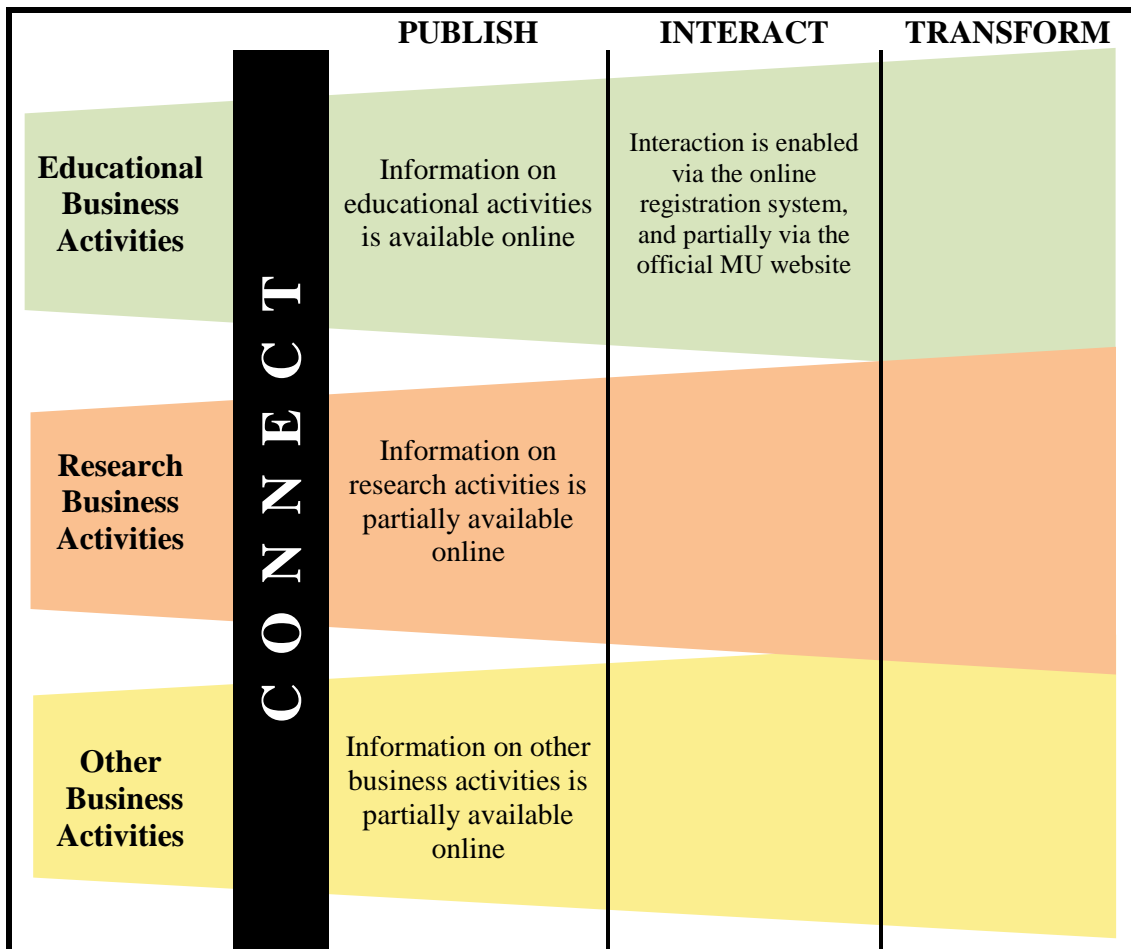 PUBLISH
INTERACT
TRANSFORM
CONNECT
Educational
Business
Activities
Information on
educational activities
is available online
Interaction is enabled
via the online
registration system,
and partially via the
official MU website
Research
Business
Activities
Information on
research activities is
partially available
online
Other
Business
Activities
Information on other
business activities is
partially available
online